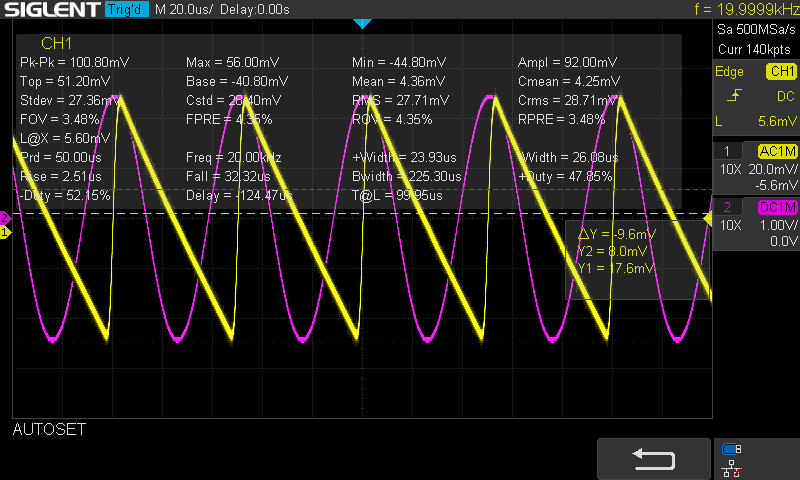 SIGLENT Trig'd M 20.0us/ Delay:0.00s f = 19.9999kHz
Sa 500MSa/s
Curr 140kpts
Edge CH1
DC
L 5.6mV
1 AC1M
10X 20.0mV/
-5.6mV
2 DC1M
10X 1.00V/
0.0V
CH1
Pk-Pk = 100.80mV Max = 56.00mV Min = -44.80mV Ampl = 92.00mV
Top = 51.20mV Base = -40.80mV Mean = 4.36mV Cmean = 4.25mV
Stdev = 27.36mV Cstd = 28.40mV RMS = 27.71mV Crms = 28.71mV
FOV = 3.48% FPRE = 4.35% ROV = 4.35% RPRE = 3.48%
L@X = 5.60mV
Prd = 50.00us Freq = 20.00kHz +Width = 23.93us -Width = 26.08us
Rise = 2.51us Fall = 32.32us Bwidth = 225.30us +Duty = 47.85%
-Duty = 52.15% Delay = -124.47us T@L = 99.95us
2
1
ΔY = -9.6mV
Y2 = 8.0mV
Y1 = 17.6mV
AUTOSET